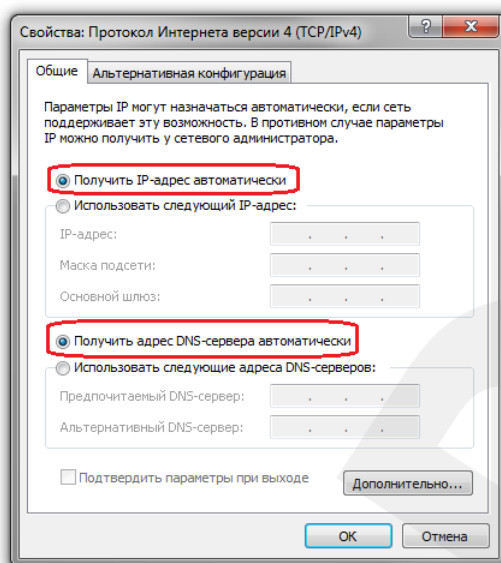 Свойства: Протокол Интернета версии 4 (TCP/IPv4)
Общие
Альтернативная конфигурация
Параметры IP могут назначаться автоматически, если сеть
поддерживает эту возможность. В противном случае параметры
IP можно получить у сетевого администратора.
Получить IP-адрес автоматически
Использовать следующий IP-адрес:
IP-адрес:
Маска подсети:
Основной шлюз:
Получить адрес DNS-сервера автоматически
Использовать следующие адреса DNS-серверов:
Предпочитаемый DNS-сервер:
Альтернативный DNS-сервер:
Подтвердить параметры при выходе
Дополнительно...
OK
Отмена